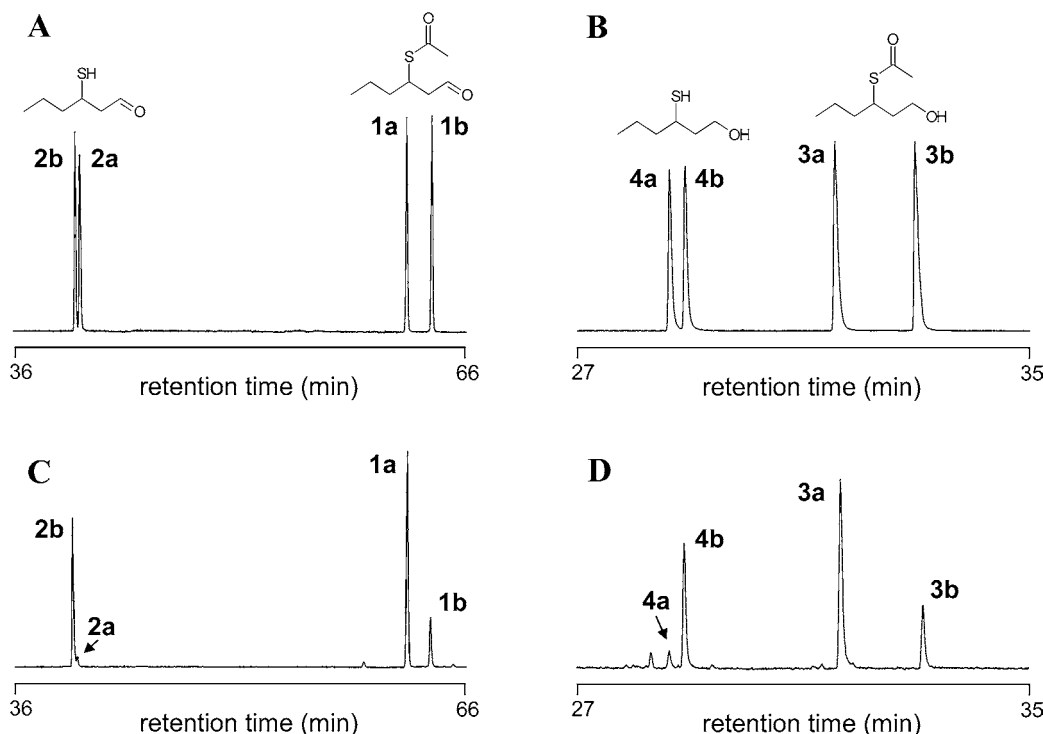 A
O
S
SH
O
O
1a
1b
2b
2a
36
66
retention time (min)
B
O
S
SH
OH
OH
3a
3b
4a
4b
27
35
retention time (min)
C
1a
2b
1b
2a
36
66
retention time (min)
D
3a
4b
3b
4a
27
35
retention time (min)